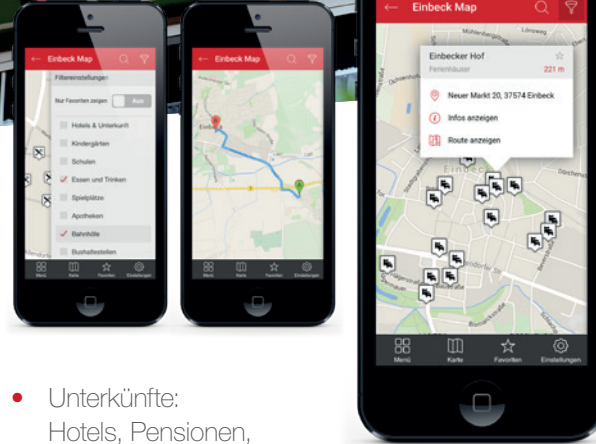 Einbeck Map
Filtereinstellungen
Nur Favoriten zeigen
Aus
Hotels & Unterkunft
Kindergärten
Schulen
Essen und Trinken
Spielplätze
Apotheken
Bahnhöfe
Bushaltestellen
Menü
Karte
Favoriten
Einstellungen
Einbeck Map
Menü
Karte
Favoriten
Einstellungen
Einbeck Map
Einbecker Hof
Ferienhäuser
221 m
Neuer Markt 20, 37574 Einbeck
Infos anzeigen
Route anzeigen
Einbeck
Menü
Karte
Favoriten
Einstellungen
Unterkünfte:
Hotels, Pensionen,